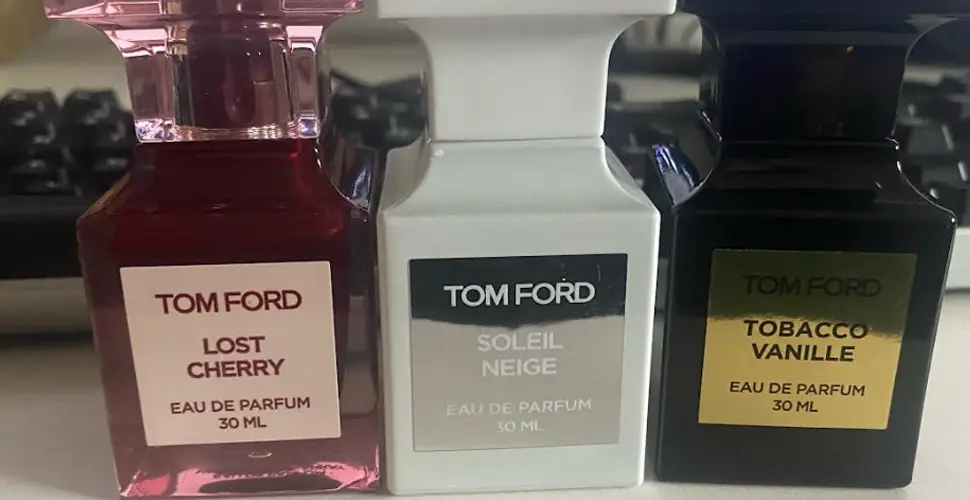 TOM FORD
LOST
CHERRY
EAU DE PARFUM
30 ML
TOM FORD
SOLEIL
NEIGE
EAU DE PARFUM
30 ML
TOM FORD
TOBACCO
VANILLE
EAU DE PARFUM
30 ML